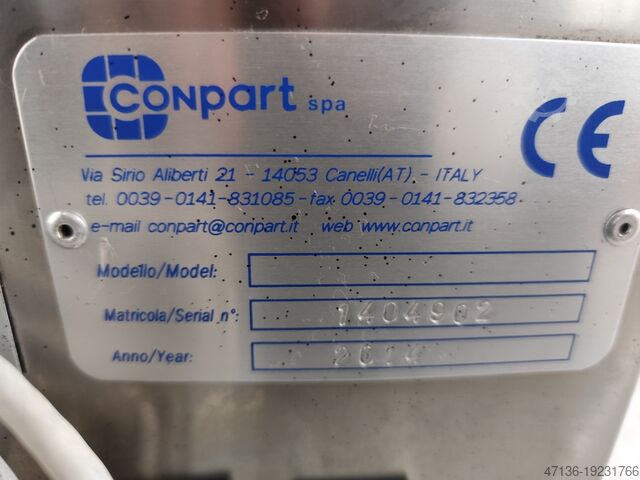 CONpart spa
CE
Via Sirio Aliberti 21 - 14053 Canelli(AT) - ITALY
tel. 0039-0141-831085-fax 0039-0141-832358
e-mail conpart@conpart.it web www.conpart.it
Modello/Model:
Matricola/Serial n°: 1404902
Anno/Year: 2014
47136-19231766